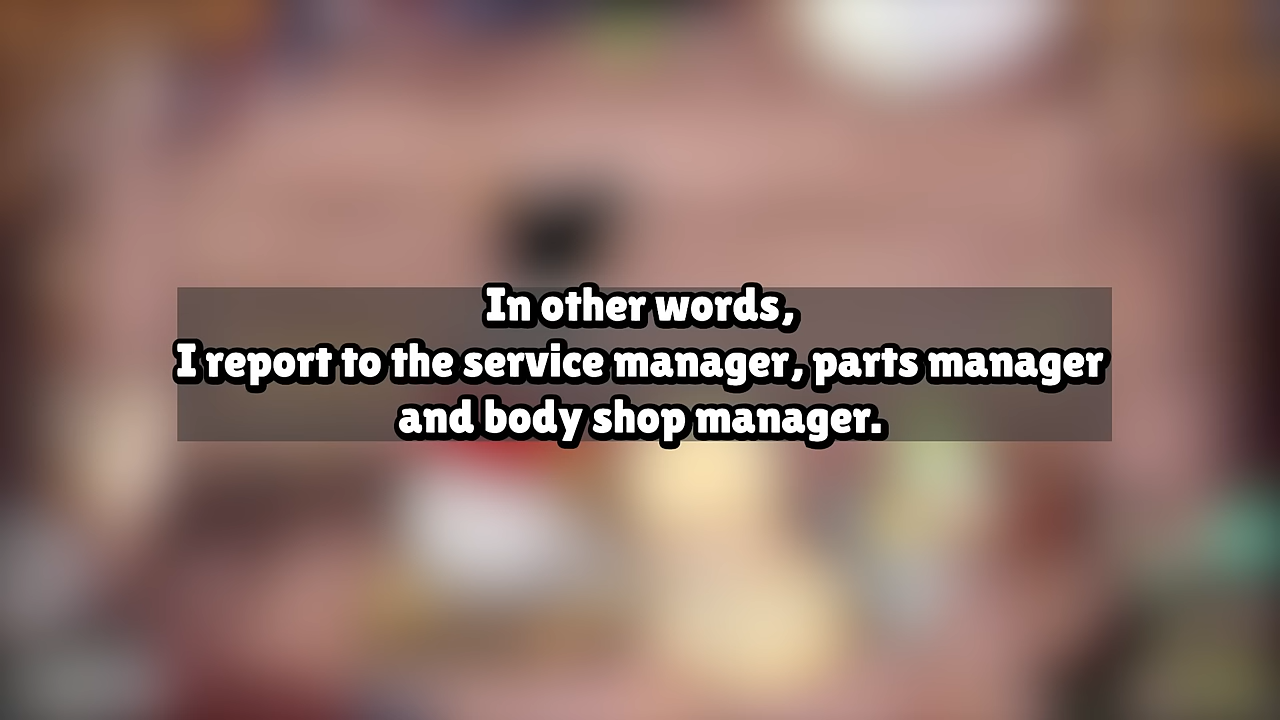 In other words,
I report to the service manager, parts manager
and body shop manager.